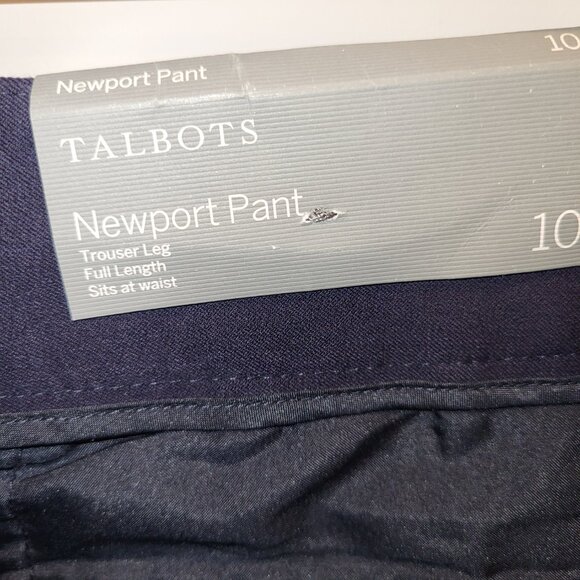 Newport Pant 10
TALBOTS
Newport Pant 10
Trouser Leg
Full Length
Sits at waist